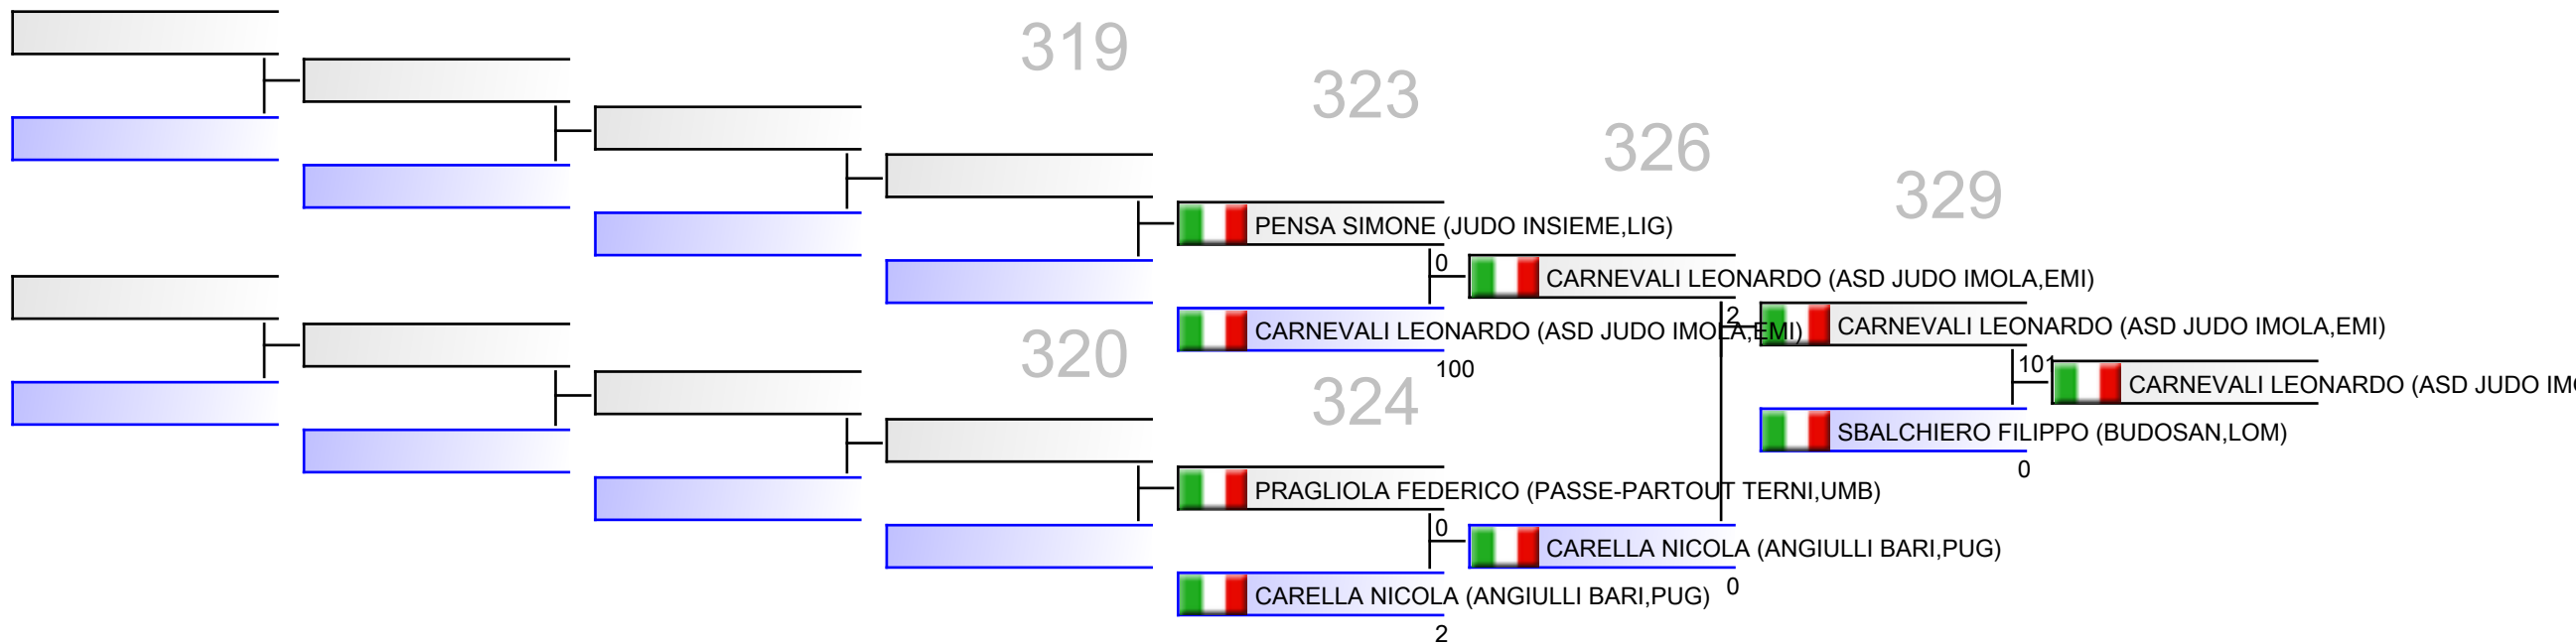 319
323
326
329
PENSA SIMONE (JUDO INSIEME,LIG)
0
CARNEVALI LEONARDO (ASD JUDO IMOLA,EMI)
CARNEVALI LEONARDO (ASD JUDO IMOLA,EMI)
100
2
CARNEVALI LEONARDO (ASD JUDO IMOLA,EMI)
101
CARNEVALI LEONARDO (ASD JUDO
SBALCHIERO FILIPPO (BUDOSAN,LOM)
0
320
324
PRAGLIOLA FEDERICO (PASSE-PARTOUT TERNI,UMB)
0
CARELLA NICOLA (ANGIULLI BARI,PUG)
0
CARELLA NICOLA (ANGIULLI BARI,PUG)
2